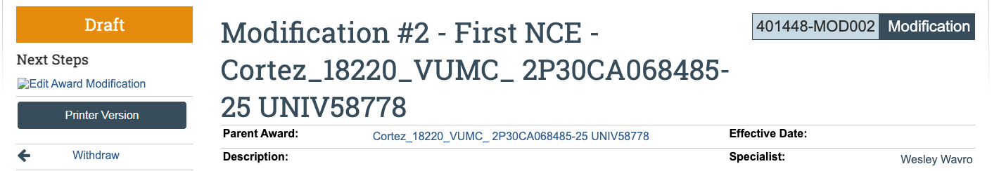 Draft
Next Steps
Edit Award Modification
Printer Version
Withdraw
Modification #2 - First NCE -
Cortez_18220_VUMC_ 2P30CA068485-
25 UNIV58778
401448-MOD002 Modification
Parent Award: Cortez_18220_VUMC_ 2P30CA068485-25 UNIV58778 Effective Date:
Description: Specialist: Wesley Wavro